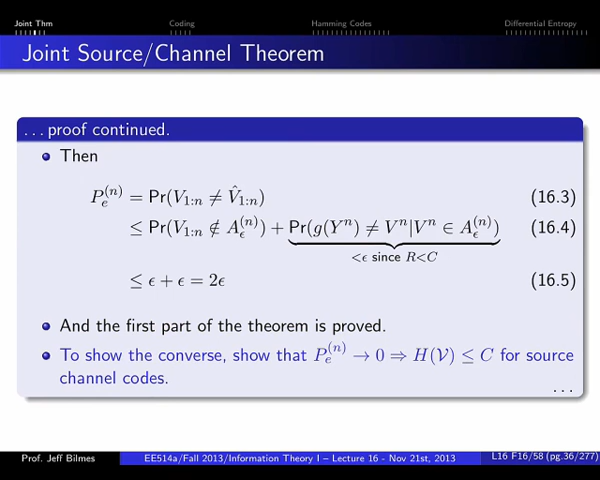 Joint Thm Coding Hamming Codes Differential Entropy
Joint Source/Channel Theorem
. . . proof continued.
Then
P_e^{(n)} = Pr(V_{1:n} ≠ V̂_{1:n}) (16.3)
≤ Pr(V_{1:n} ∉ A_ϵ^{(n)}) + Pr(g(Y^n) ≠ V^n|V^n ∈ A_ϵ^{(n)}) (16.4)
<ϵ since R<C
≤ ϵ + ϵ = 2ϵ (16.5)
And the first part of the theorem is proved.
To show the converse, show that P_e^{(n)} → 0 ⇒ H(𝒱) ≤ C for source
channel codes.
. . .
Prof. Jeff Bilmes EE514a/Fall 2013/Information Theory I – Lecture 16 - Nov 21st, 2013 L16 F16/58 (pg.36/277)